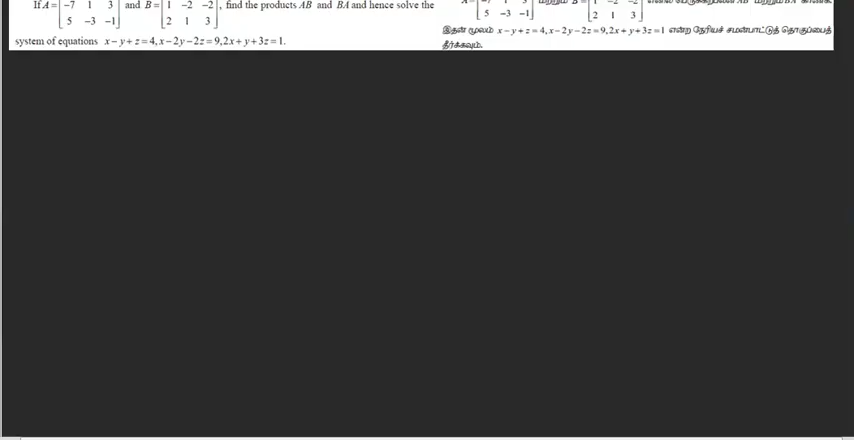 If A = [ −7 1 3 and B = [ 1 −2 −2 , find the products AB and BA and hence solve the
5 −3 −1 ] 2 1 3 ]
system of equations x − y + z = 4, x − 2y − 2z = 9, 2x + y + 3z = 1.
5 −3 −1 2 1 3
இதன் மூலம் x − y + z = 4, x − 2y − 2z = 9, 2x + y + 3z = 1 என்ற நேரியச் சமன்பாட்டுத் தொகுப்பைத்
தீர்க்கவும்.